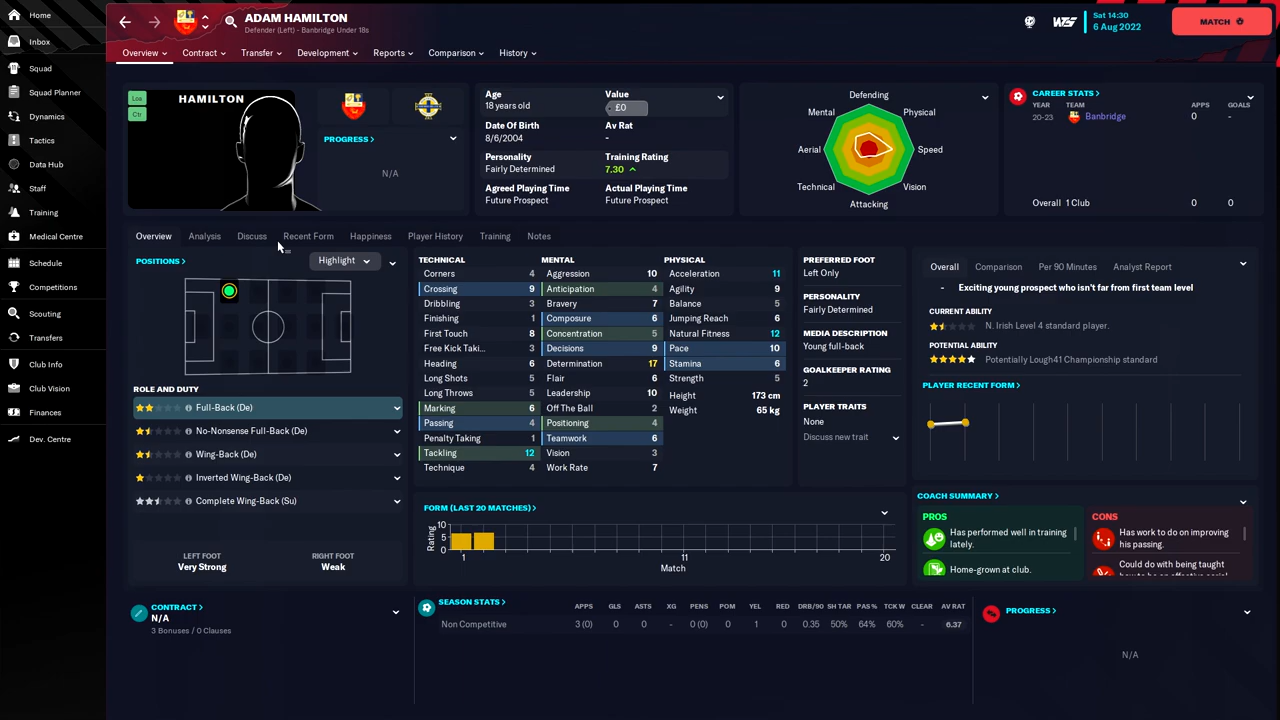 Home
Inbox
Squad
Squad Planner
Dynamics
Tactics
Data Hub
Staff
Training
Medical Centre
Schedule
Competitions
Scouting
Transfers
Club Info
Club Vision
Finances
Dev. Centre
ADAM HAMILTON
Defender (Left) - Banbridge Under 18s
Sat 14:30
6 Aug 2022
MATCH
Overview
Contract
Transfer
Development
Reports
Comparison
History
Loa
Ctr
HAMILTON
PROGRESS >
N/A
Age
18 years old
Value
£0
Date Of Birth
8/6/2004
Av Rat
-
Personality
Fairly Determined
Training Rating
7.30
Agreed Playing Time
Future Prospect
Actual Playing Time
Future Prospect
Defending
Mental
Physical
Aerial
Speed
Technical
Vision
Attacking
CAREER STATS >
YEAR TEAM APPS GOALS
20-23 Banbridge 0 -
Overall 1 Club 0 0
Overview Analysis Discuss Recent Form Happiness Player History Training Notes
POSITIONS >
Highlight
ROLE AND DUTY
Full-Back (De)
No-Nonsense Full-Back (De)
Wing-Back (De)
Inverted Wing-Back (De)
Complete Wing-Back (Su)
LEFT FOOT
Very Strong
RIGHT FOOT
Weak
TECHNICAL
Corners 4
Crossing 9
Dribbling 3
Finishing 1
First Touch 8
Free Kick Taki... 3
Heading 6
Long Shots 5
Long Throws 5
Marking 6
Passing 4
Penalty Taking 1
Tackling 12
Technique 4
MENTAL
Aggression 10
Anticipation 4
Bravery 7
Composure 6
Concentration 5
Decisions 9
Determination 17
Flair 6
Leadership 10
Off The Ball 2
Positioning 4
Teamwork 6
Vision 3
Work Rate 7
PHYSICAL
Acceleration 11
Agility 9
Balance 5
Jumping Reach 6
Natural Fitness 12
Pace 10
Stamina 6
Strength 5
Height 173 cm
Weight 65 kg
PREFERRED FOOT
Left Only
PERSONALITY
Fairly Determined
MEDIA DESCRIPTION
Young full-back
GOALKEEPER RATING
2
PLAYER TRAITS
None
Discuss new trait
Overall Comparison Per 90 Minutes Analyst Report
- Exciting young prospect who isn't far from first team level
CURRENT ABILITY
N. Irish Level 4 standard player.
POTENTIAL ABILITY
Potentially Lough41 Championship standard
PLAYER RECENT FORM >
FORM (LAST 20 MATCHES) >
Rating
10
5
0
1 11 20
Match
COACH SUMMARY >
PROS
Has performed well in training
lately.
Home-grown at club.
CONS
Has work to do on improving
his passing.
Could do with being taught
CONTRACT >
N/A
3 Bonuses / 0 Clauses
SEASON STATS >
APPS GLS ASTS XG PENS POM YEL RED DRB/90 SH TAR PAS % TCK W CLEAR AV RAT
Non Competitive 3 (0) 0 0 - 0 (0) 0 1 0 0.35 50% 64% 60% - 6.37
PROGRESS >
N/A